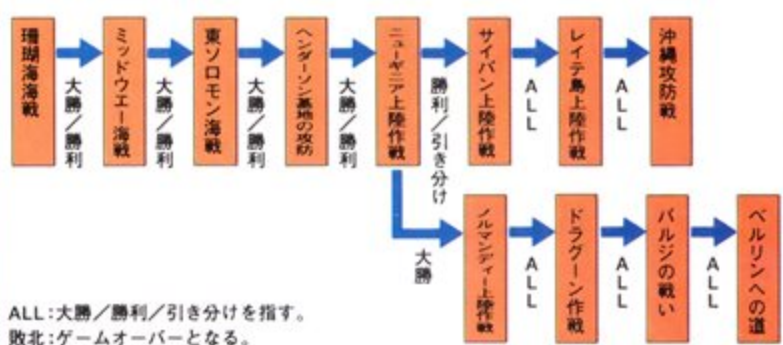 珊瑚海海戦
大勝／勝利
ミッドウエー海戦
大勝／勝利
東ソロモン海戦
大勝／勝利
ヘンダーソン基地の攻防
大勝／勝利
ニューギニア上陸作戦
勝利／引き分け
サイパン上陸作戦
ALL
レイテ島上陸作戦
ALL
沖縄攻防戦
大勝
ノルマンディー上陸作戦
ALL
ドラグーン作戦
ALL
バルジの戦い
ALL
ベルリンへの道
ALL：大勝／勝利／引き分けを指す。
敗北：ゲームオーバーとなる。